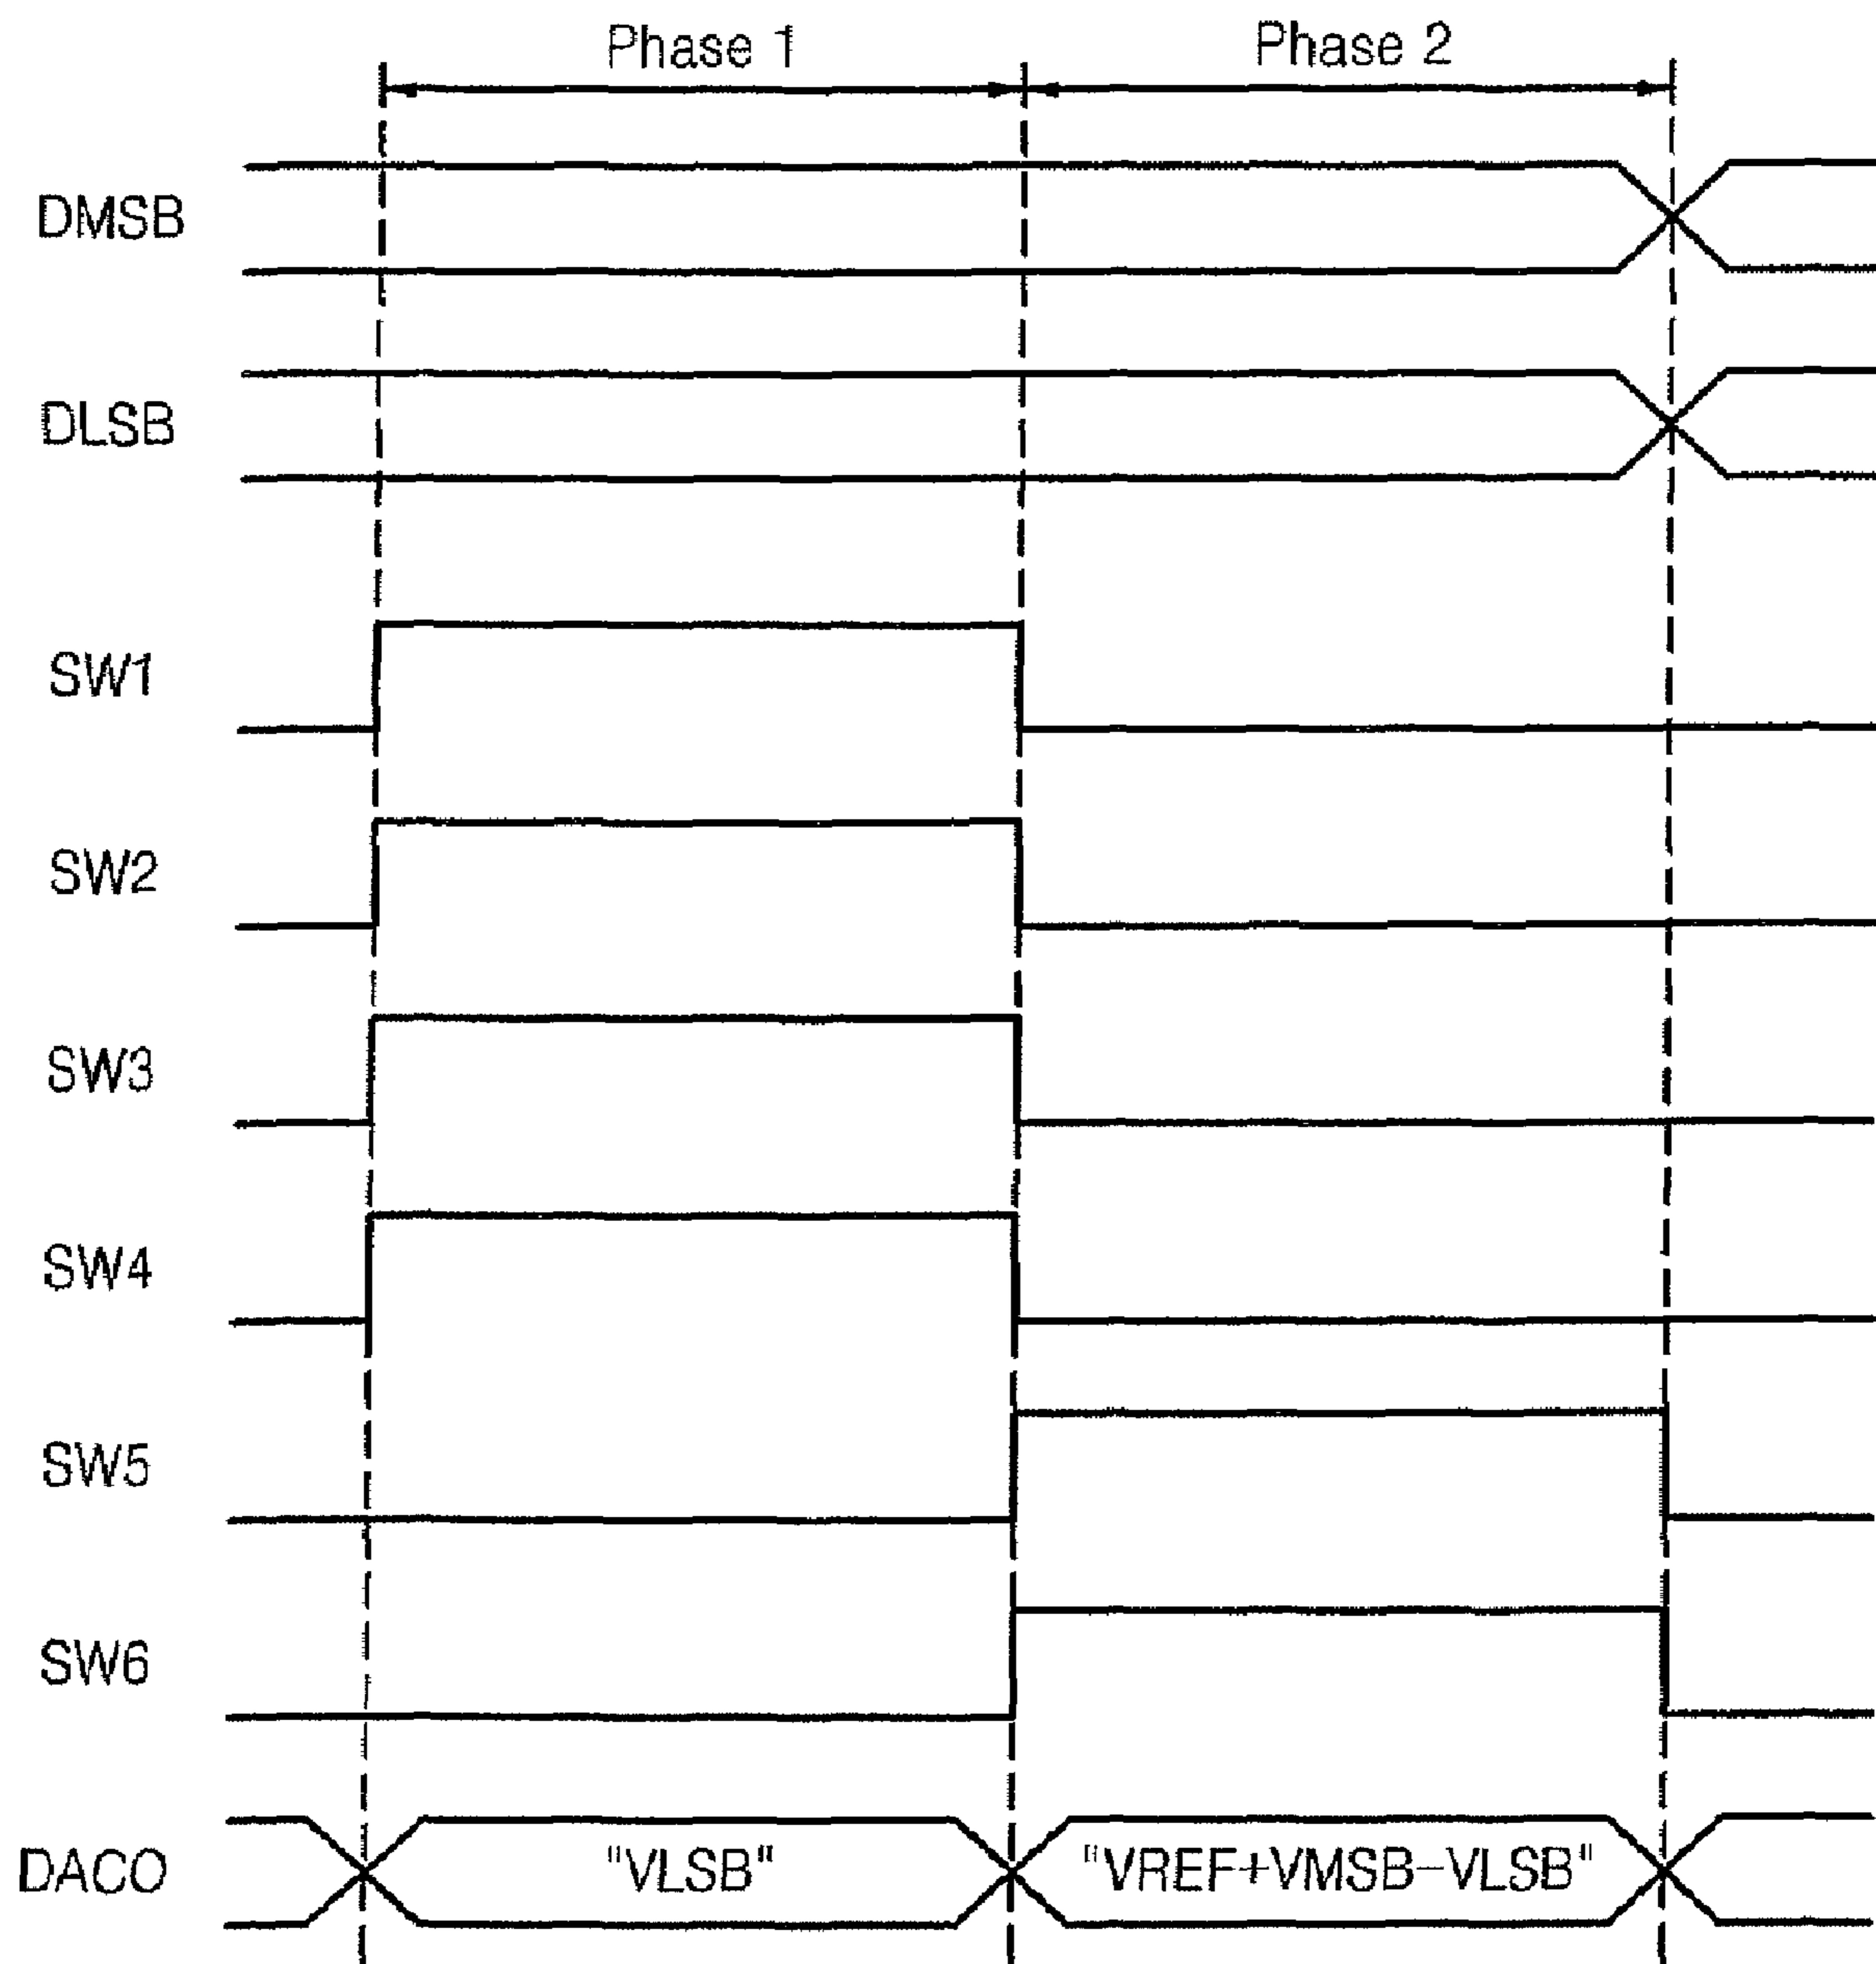 Phase 1 Phase 2
DMSB
DLSB
SW1
SW2
SW3
SW4
SW5
SW6
DACO "VLSB" "VREF+VMSB-VLSB"